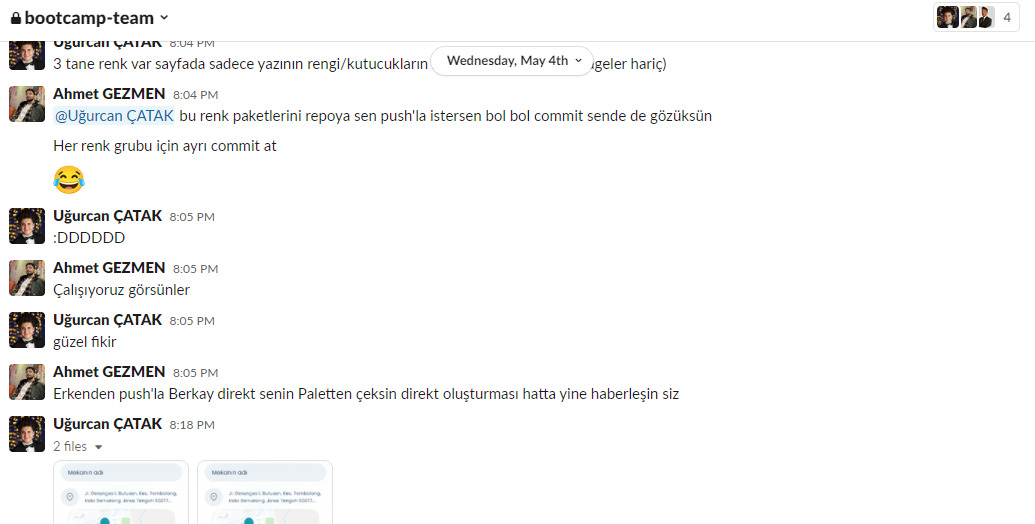 bootcamp-team
4
Uğurcan ÇATAK 8:04 PM
3 tane renk var sayfada sadece yazının rengi/kutucukların
Wednesday, May 4th
hariç)
Ahmet GEZMEN 8:04 PM
@Uğurcan ÇATAK bu renk paketlerini repoya sen push'la istersen bol bol commit sende de gözüksün
Her renk grubu için ayrı commit at
😂
Uğurcan ÇATAK 8:05 PM
:DDDDDD
Ahmet GEZMEN 8:05 PM
Çalışıyoruz görsünler
Uğurcan ÇATAK 8:05 PM
güzel fikir
Ahmet GEZMEN 8:05 PM
Erkenden push'la Berkay direkt senin Paletten çeksin direkt oluşturması hatta yine haberleşin siz
Uğurcan ÇATAK 8:18 PM
2 files
Mekanın adı
Mekanın adı